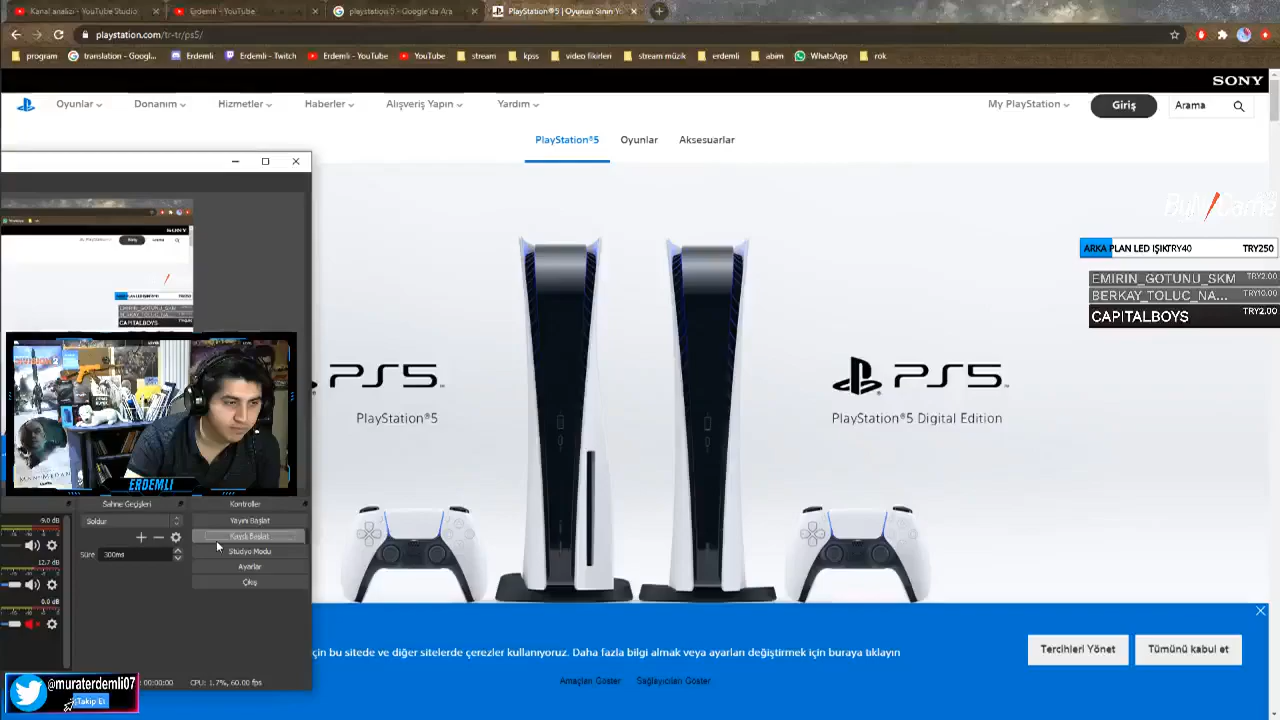 Kanal analizi - YouTube Studio
Erdemli - YouTube
playstation 5 - Google'da Ara
PlayStation®5 | Oyunun Sınırı Y
playstation.com/tr-tr/ps5/
program
translation - Googl...
Erdemli
Erdemli - Twitch
Erdemli - YouTube
YouTube
stream
kpss
video fikirleri
stream müzik
erdemli
abim
WhatsApp
rok
SONY
Oyunlar
Donanım
Hizmetler
Haberler
Alışveriş Yapın
Yardım
My PlayStation
Giriş
Arama
PlayStation®5
Oyunlar
Aksesuarlar
ARKA PLAN LED IŞIKTRY40 TRY250
EMIRIN_GOTUNU_SKM TRY2.00
BERKAY_TOLUC_NA... TRY10.00
CAPITALBOYS TRY2.00
CAPITALBOYS
PS5
PlayStation®5
PS5
PlayStation®5 Digital Edition
ERDEMLI
Sahne Geçişleri
Kontroller
Soldur
Süre 300ms
9.0 dB
12.7 dB
0.0 dB
Yayını Başlat
Kaydı Başlat
Stüdyo Modu
Ayarlar
Çıkış
00:00:00
CPU: 1.7%, 60.00 fps
@muraterdemli07
Takip Et
için bu sitede ve diğer sitelerde çerezler kullanıyoruz. Daha fazla bilgi almak veya ayarları değiştirmek için buraya tıklayın
Amaçları Göster
Sağlayıcıları Göster
Tercihleri Yönet
Tümünü kabul et